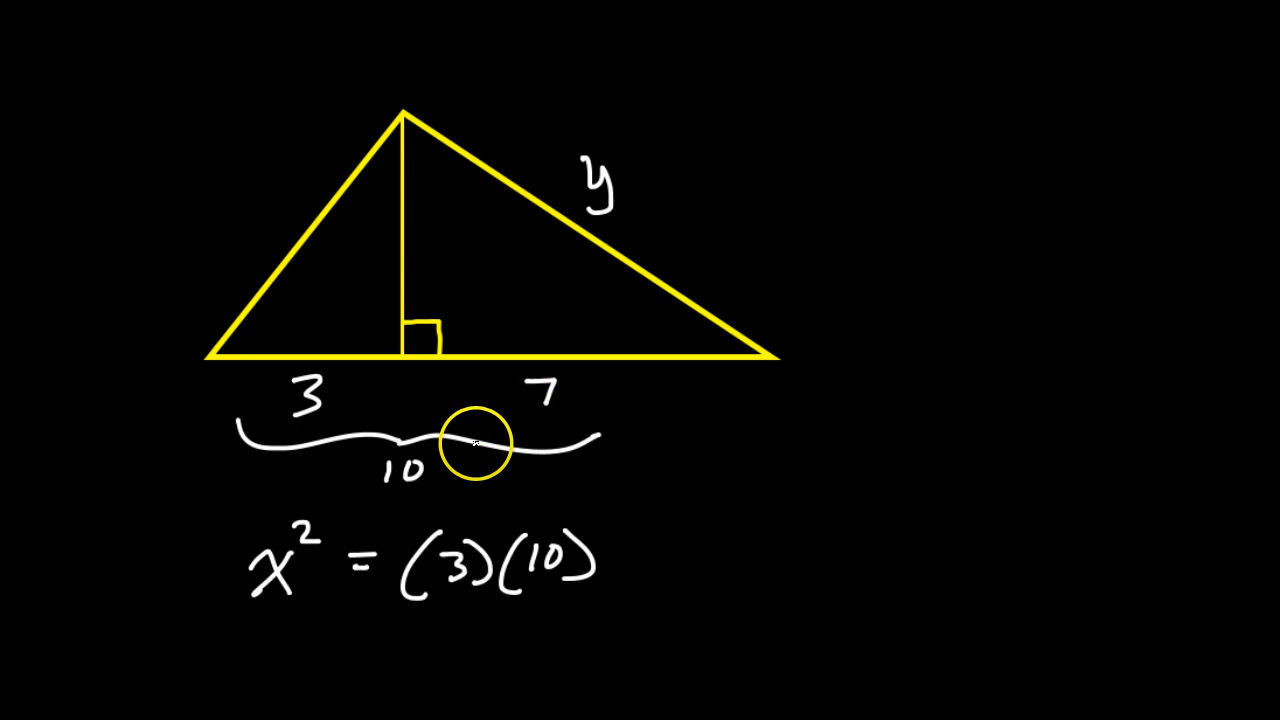 y
3 7
10
x² = (3)(10)